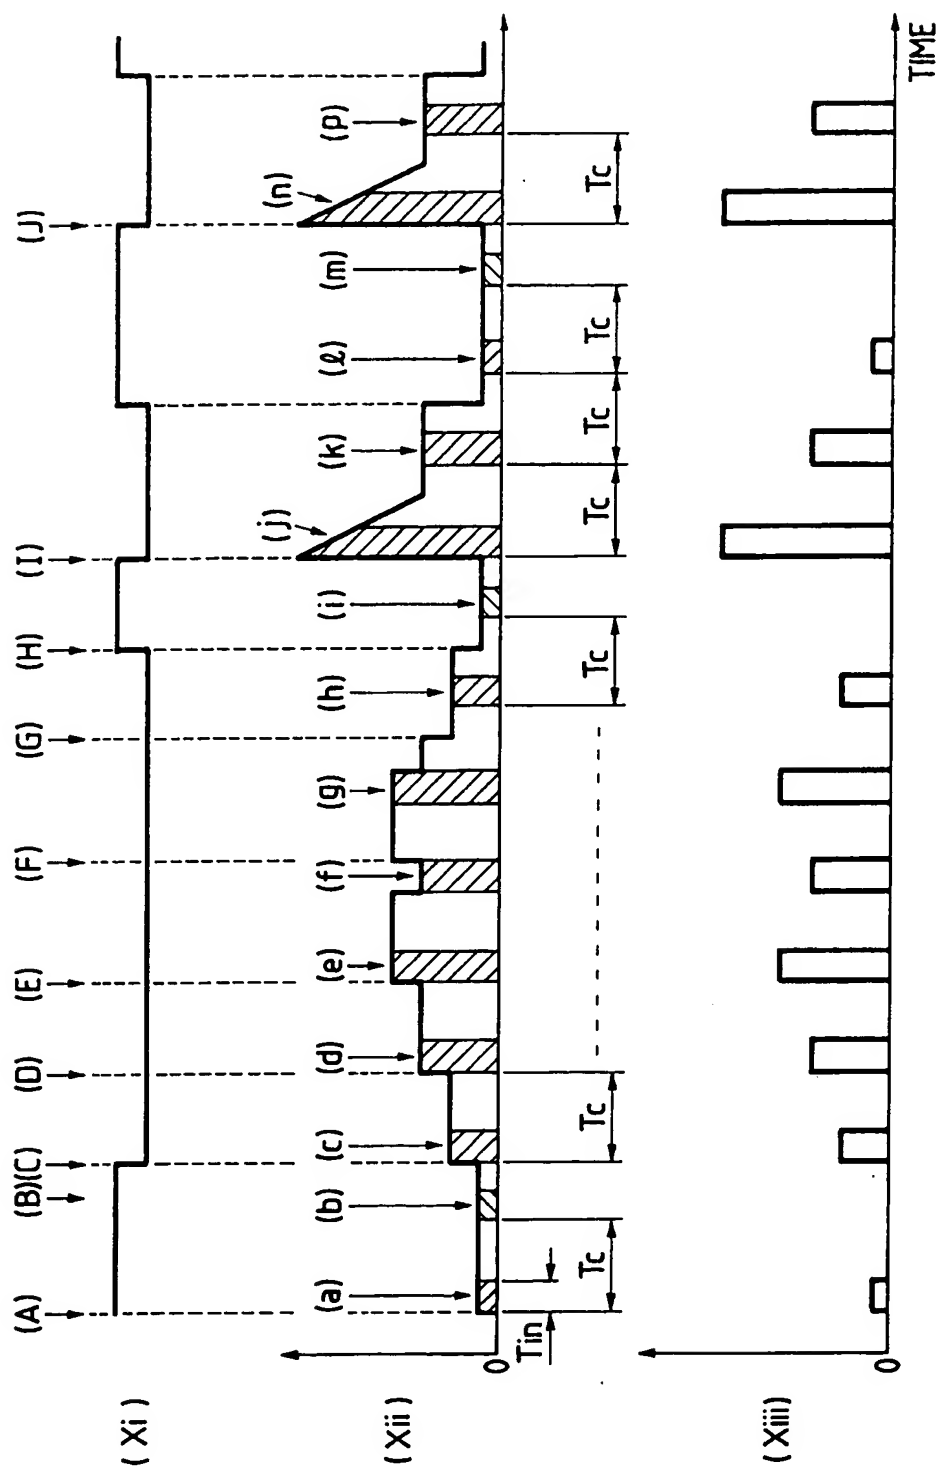 (A) (B)(C) (D) (E) (F) (G) (H) (I) (J)
(Xi)
(a) (b) (c) (d) (e) (f) (g) (h) (i) (j) (k) (ℓ) (m) (n) (p)
(Xii)
0
Tin
Tc Tc Tc Tc Tc Tc Tc
(Xiii)
0
TIME